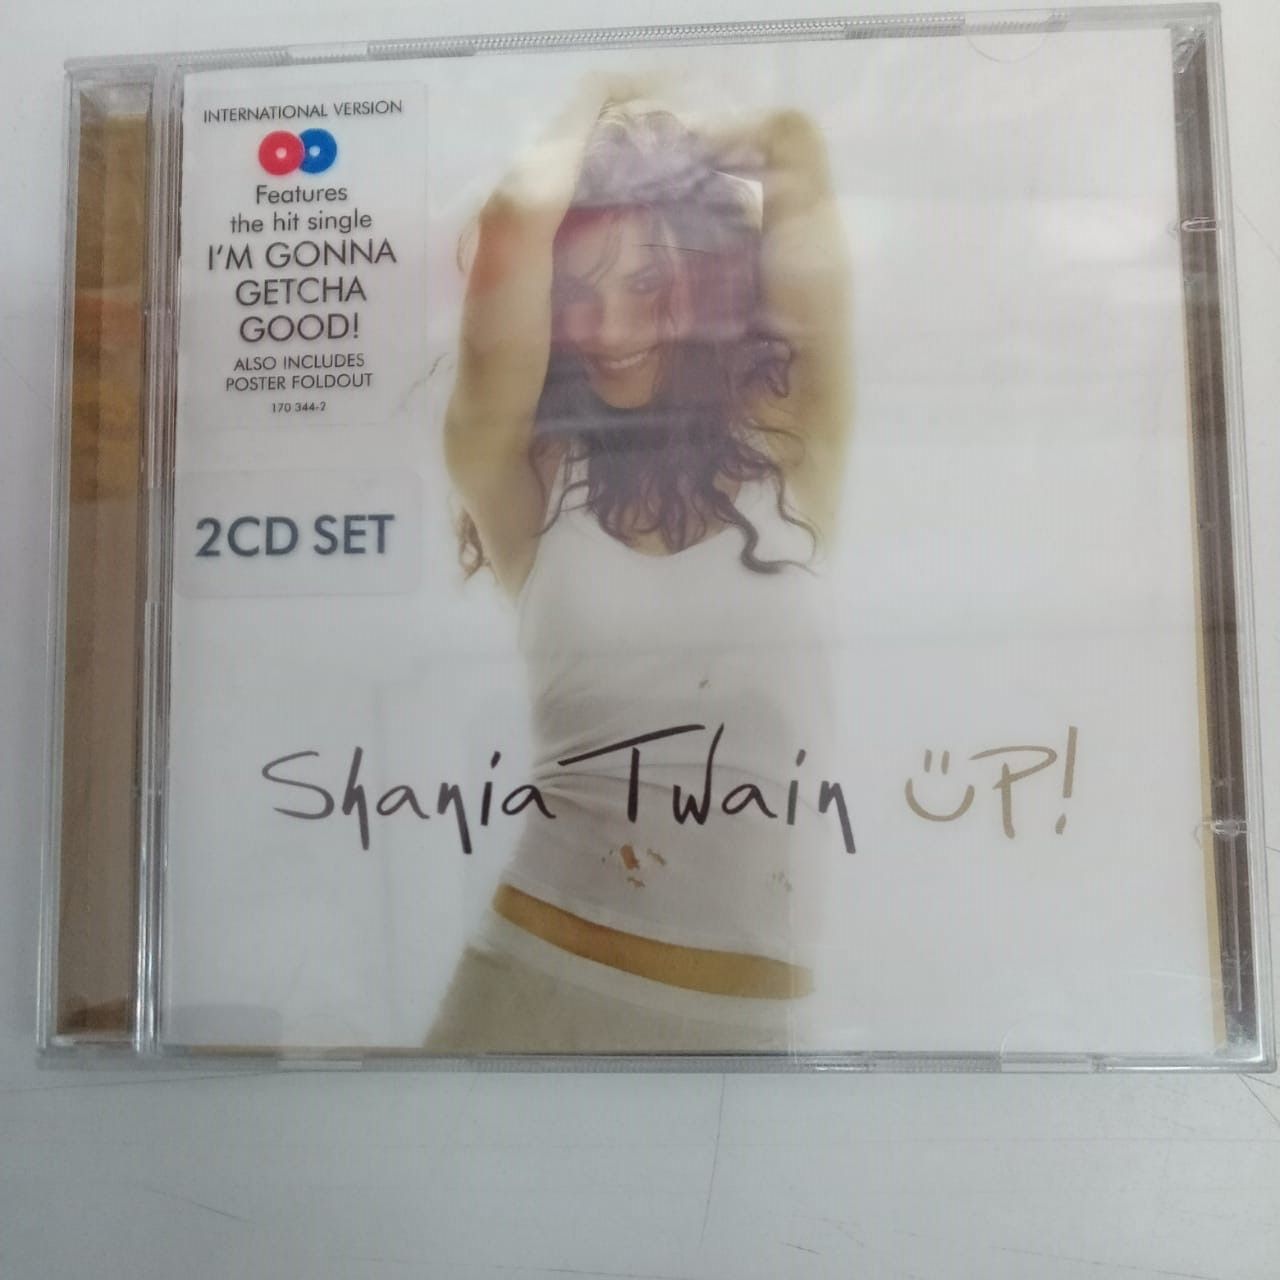 INTERNATIONAL VERSION
Features
the hit single
I'M GONNA
GETCHA
GOOD!
ALSO INCLUDES
POSTER FOLDOUT
170 344-2
2CD SET
Shania Twain UP!